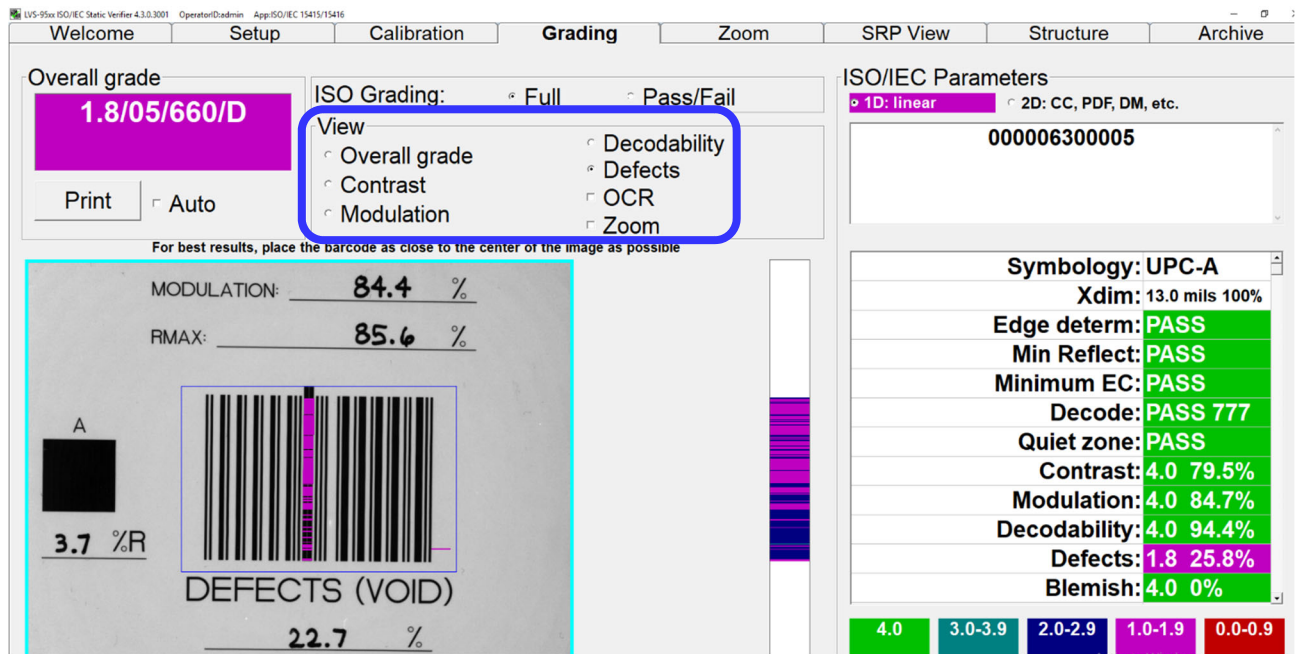 LVS-95xx ISO/IEC Static Verifier 4.3.0.3001 OperatorID:admin App:ISO/IEC 15415/15416
Welcome Setup Calibration Grading Zoom SRP View Structure Archive
Overall grade
1.8/05/660/D
Print Auto
ISO Grading: Full Pass/Fail
View
Overall grade
Contrast
Modulation
Decodability
Defects
OCR
Zoom
For best results, place the barcode as close to the center of the image as possible
MODULATION: 84.4 %
RMAX: 85.6 %
A
3.7 %R
DEFECTS (VOID)
22.7 %
ISO/IEC Parameters
1D: linear 2D: CC, PDF, DM, etc.
000006300005
Symbology: UPC-A
Xdim: 13.0 mils 100%
Edge determ: PASS
Min Reflect: PASS
Minimum EC: PASS
Decode: PASS 777
Quiet zone: PASS
Contrast: 4.0 79.5%
Modulation: 4.0 84.7%
Decodability: 4.0 94.4%
Defects: 1.8 25.8%
Blemish: 4.0 0%
4.0 3.0-3.9 2.0-2.9 1.0-1.9 0.0-0.9